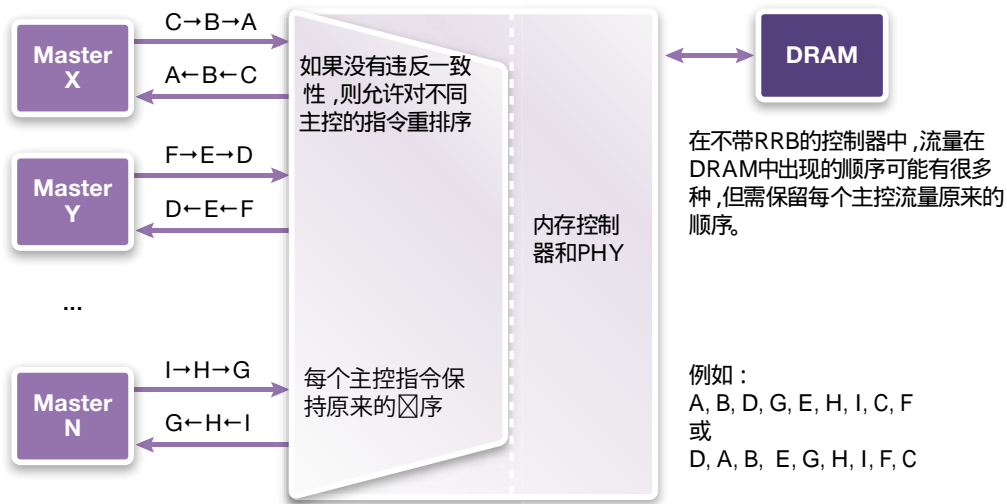 C→B→A
Master
X
A←B←C
如果没有违反一致
性 ,则允许对不同
主控的指令重排序
DRAM
在不带RRB的控制器中 ,流量在
DRAM中出现的顺序可能有很多
种 ,但需保留每个主控流量原来的
顺序。
F→E→D
Master
Y
D←E←F
内存控制
器和PHY
...
I→H→G
Master
N
G←H←I
每个主控指令保
持原来的☒序
例如 :
A, B, D, G, E, H, I, C, F
或
D, A, B, E, G, H, I, F, C